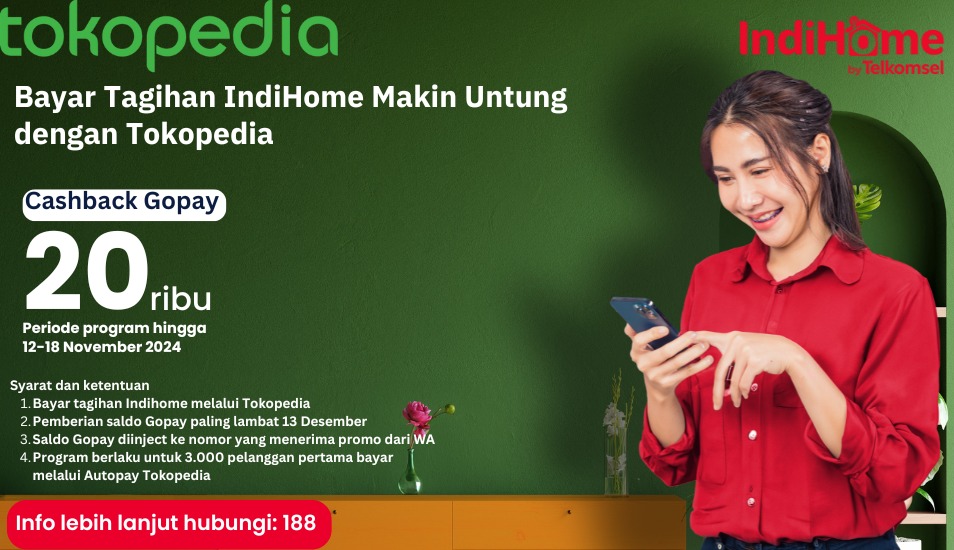 tokopedia
IndiHome
by Telkomsel
Bayar Tagihan IndiHome Makin Untung
dengan Tokopedia
Cashback Gopay
20 ribu
Periode program hingga
12-18 November 2024
Syarat dan ketentuan
1. Bayar tagihan Indihome melalui Tokopedia
2. Pemberian saldo Gopay paling lambat 13 Desember
3. Saldo Gopay diinject ke nomor yang menerima promo dari WA
4. Program berlaku untuk 3.000 pelanggan pertama bayar
melalui Autopay Tokopedia
Info lebih lanjut hubungi: 188